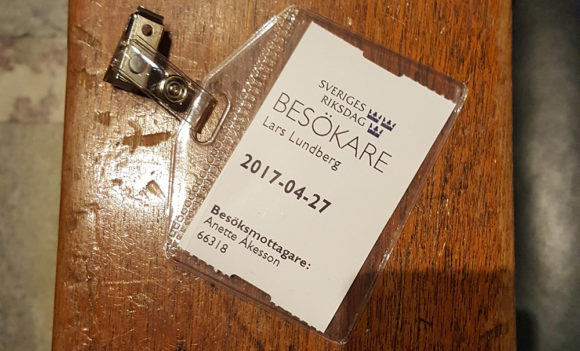 SVERIGES
RIKSDAG
BESÖKARE
Lars Lundberg
2017-04-27
Besöksmottagare:
Anette Åkesson
66318